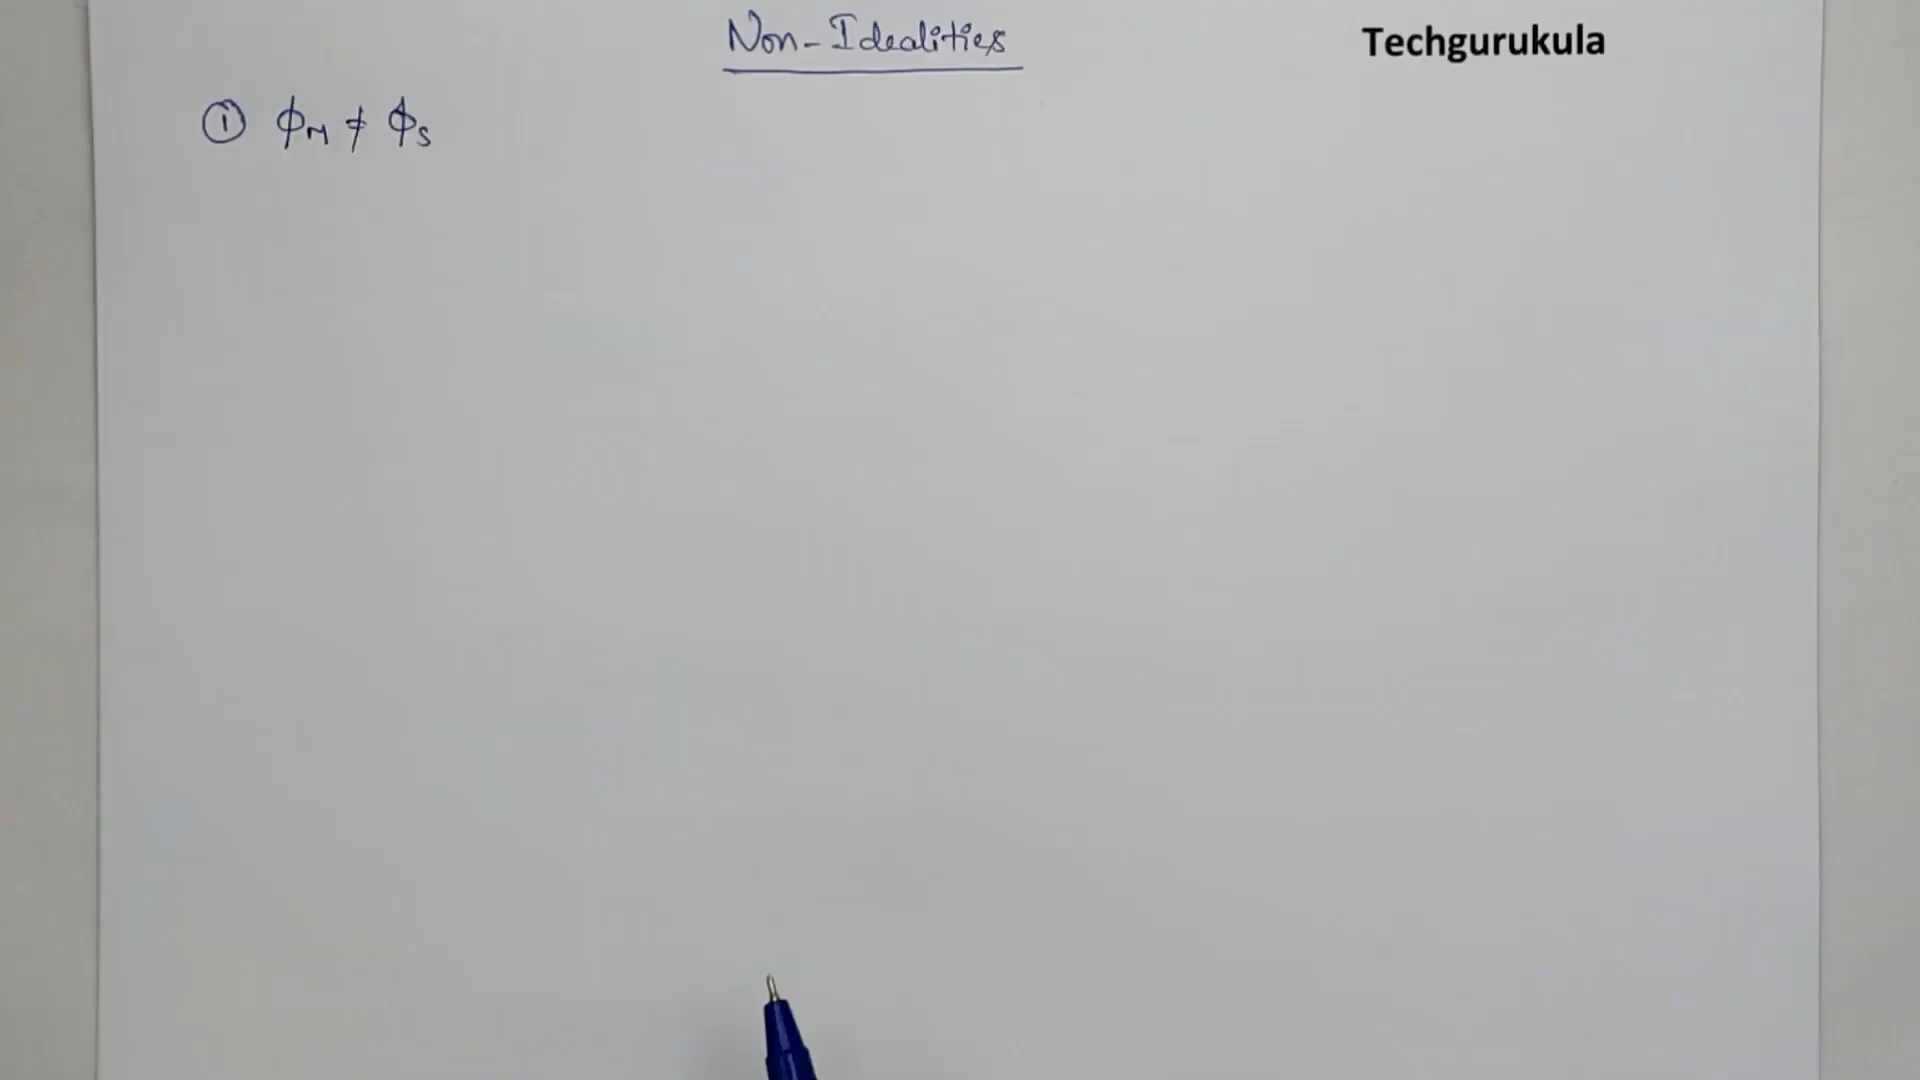 Non-Idealities
Techgurukula
① ϕM ≠ ϕS